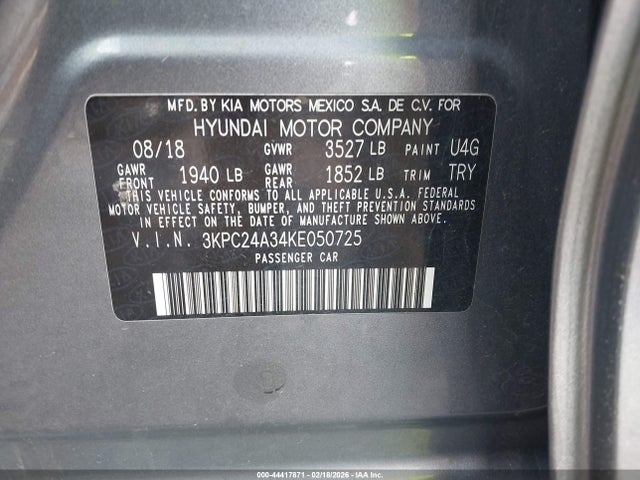 MFD. BY KIA MOTORS MEXICO S.A. DE C.V. FOR
HYUNDAI MOTOR COMPANY
08/18 GVWR 3527 LB PAINT U4G
GAWR FRONT 1940 LB GAWR REAR 1852 LB TRIM TRY
THIS VEHICLE CONFORMS TO ALL APPLICABLE U.S.A. FEDERAL
MOTOR VEHICLE SAFETY, BUMPER, AND THEFT PREVENTION STANDARDS
IN EFFECT ON THE DATE OF MANUFACTURE SHOWN ABOVE.
V.I.N. 3KPC24A34KE050725
PASSENGER CAR
000-44417871 | 02/18/2026 - IAAI.COM